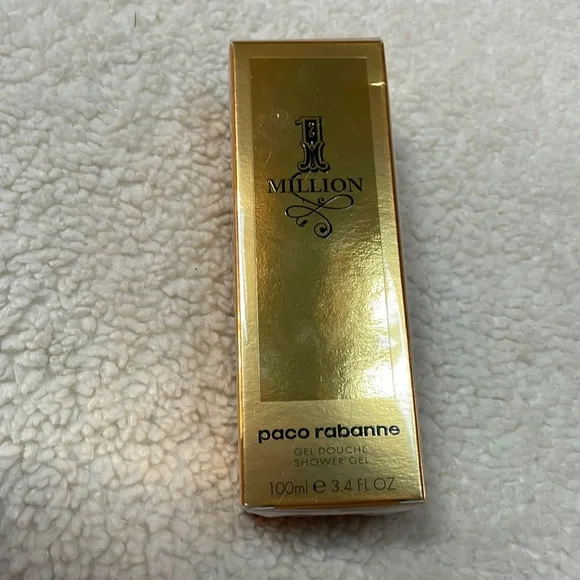 1
MILLION
paco rabanne
GEL DOUCHE
SHOWER GEL
100ml e 3.4 FL OZ